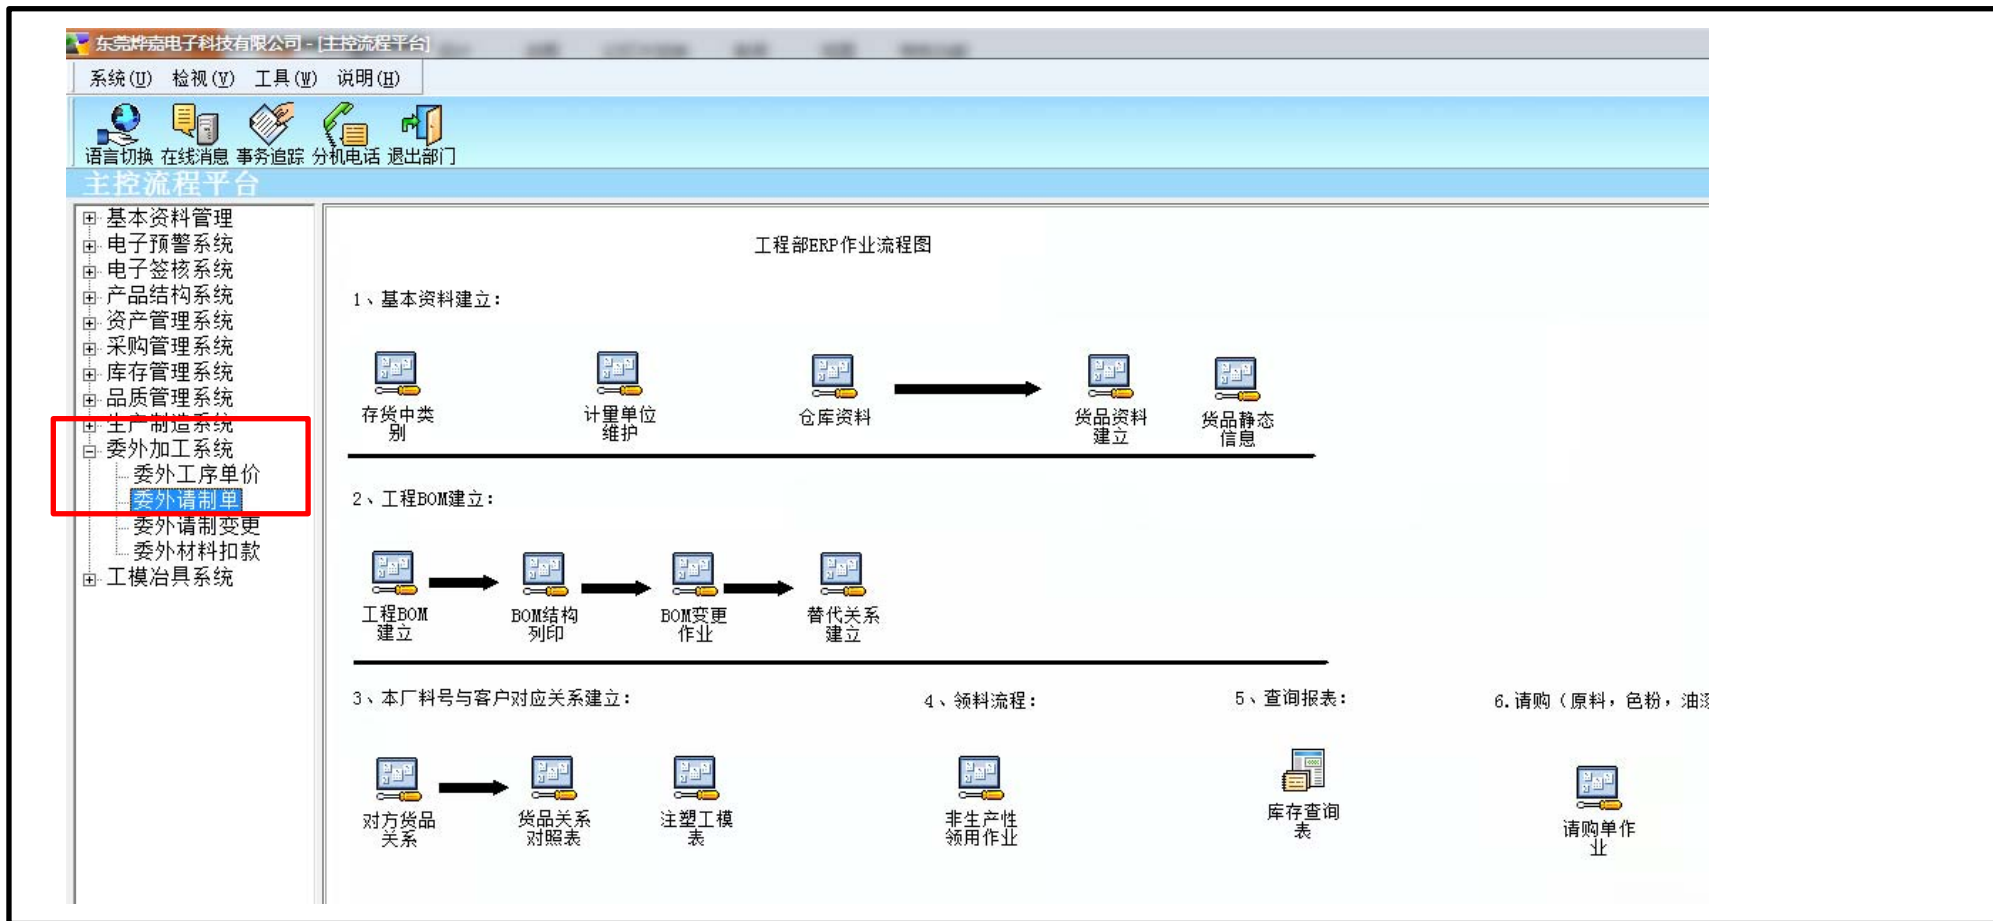 东莞烨嘉电子科技有限公司 - [主控流程平台]
系统(U) 检视(V) 工具(W) 说明(H)
语言切换 在线消息 事务追踪 分机电话 退出部门
主控流程平台
基本资料管理
电子预警系统
电子签核系统
产品结构系统
资产管理系统
采购管理系统
库存管理系统
品质管理系统
生产制造系统
委外加工系统
委外工序单价
委外请制单
委外请制变更
委外材料扣款
工模冶具系统
工程部ERP作业流程图
1、基本资料建立：
存货中类
别
计量单位
维护
仓库资料
货品资料
建立
货品静态
信息
2、工程BOM建立：
工程BOM
建立
BOM结构
列印
BOM变更
作业
替代关系
建立
3、本厂料号与客户对应关系建立：
4、领料流程：
5、查询报表：
6.请购（原料，色粉，油漆
对方货品
关系
货品关系
对照表
注塑工模
表
非生产性
领用作业
库存查询
表
请购单作
业